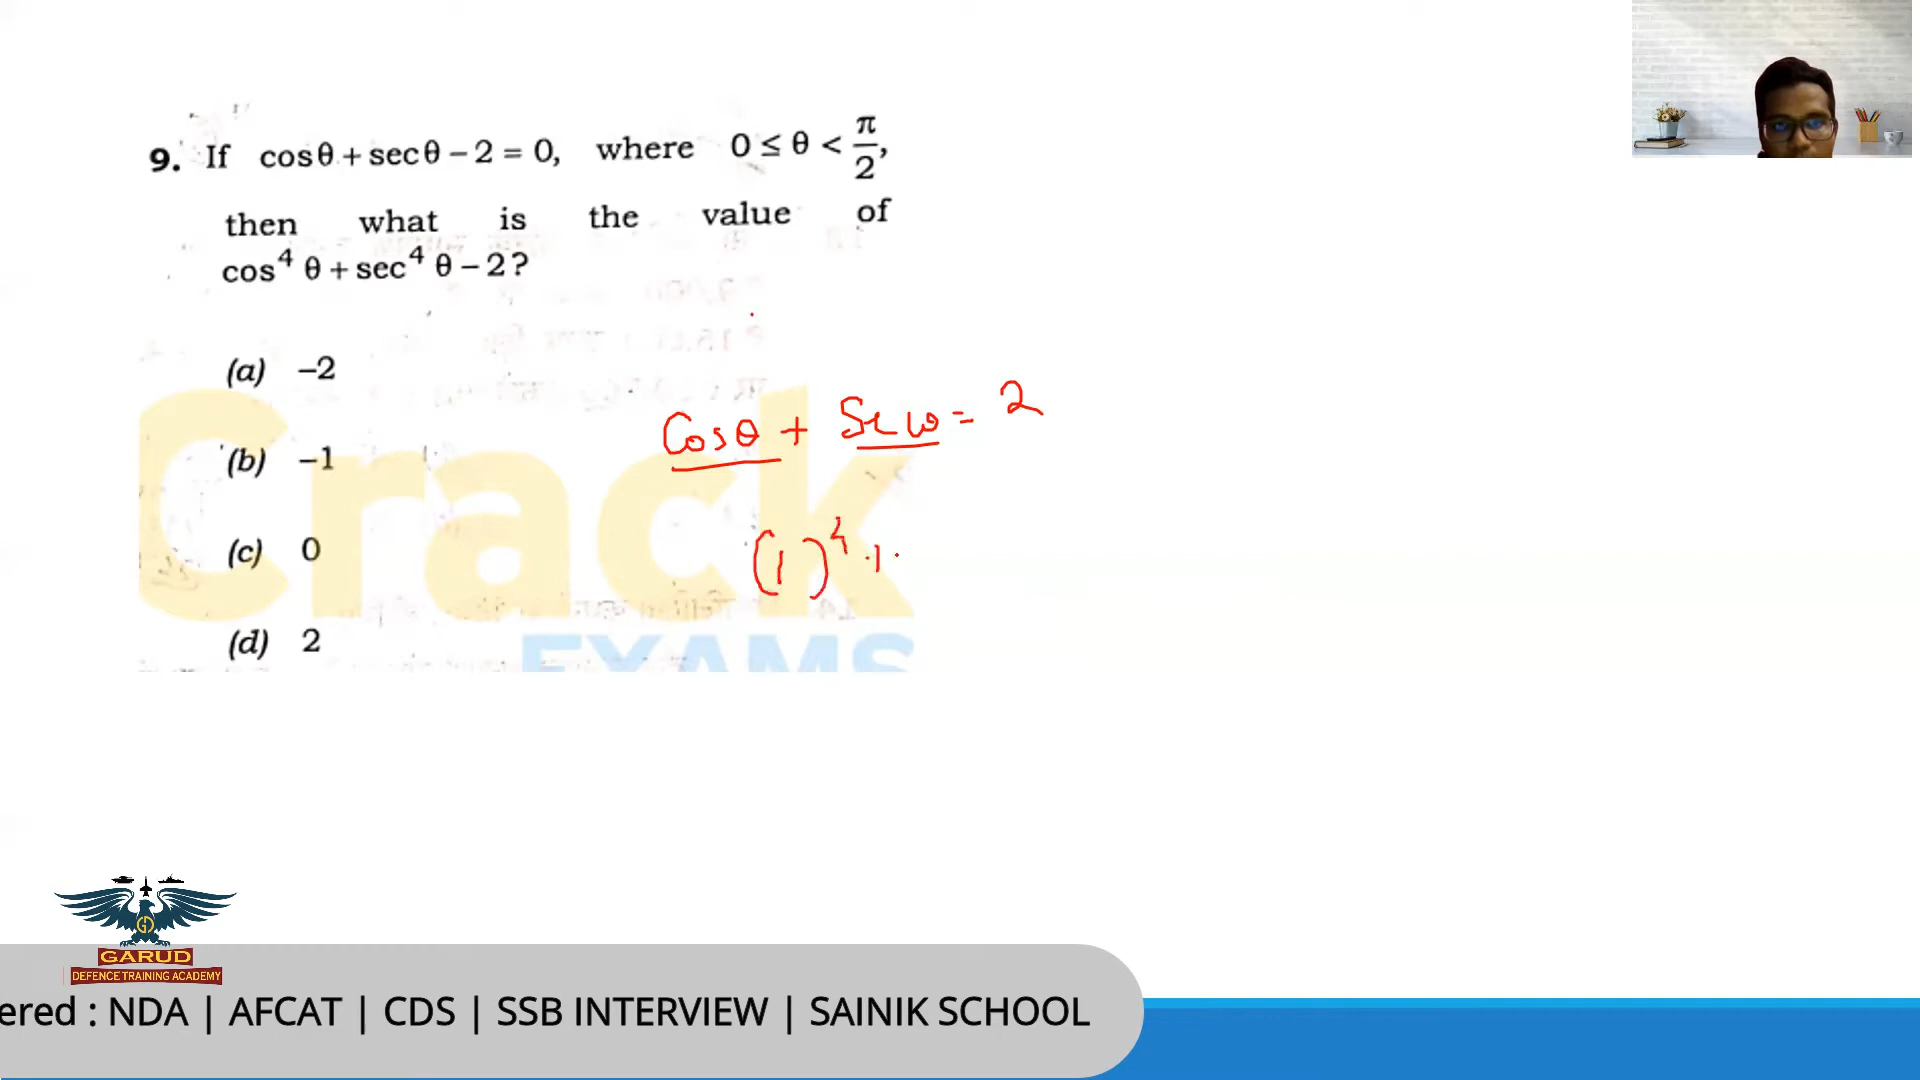 9. If cosθ + secθ − 2 = 0, where 0 ≤ θ < π/2,
then what is the value of
cos⁴ θ + sec⁴ θ − 2 ?
(a) −2
(b) −1
(c) 0
(d) 2
Cosθ + Secθ = 2
(1)⁴ +
Crack
EXAMS
GARUD
DEFENCE TRAINING ACADEMY
ered : NDA | AFCAT | CDS | SSB INTERVIEW | SAINIK SCHOOL